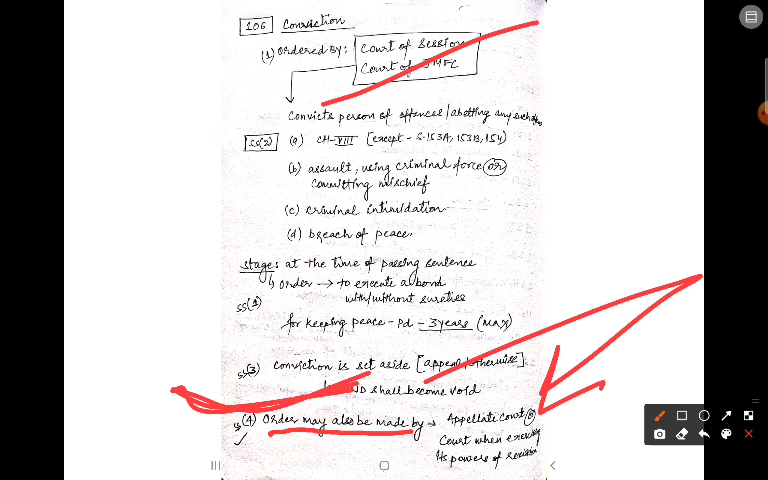 106 Conviction
(1) Ordered By: Court of Session
Court of JMFC
Convicts person of offences/abetting any such
SS(2) (a) CH-VIII [except - S.153A, 153B, 154)
(b) assault, using criminal force or
committing mischief
(c) criminal intimidation
(d) breach of peace.
Stage: at the time of passing sentence
Order → to execute a bond
with/without sureties
for keeping peace - Pd - 3 years (MAX)
SS(3) Conviction is set aside [appeal/otherwise]
shall become void
SS(4) Order may also be made by → Appellate Court or
Court when exercising
its powers of revision